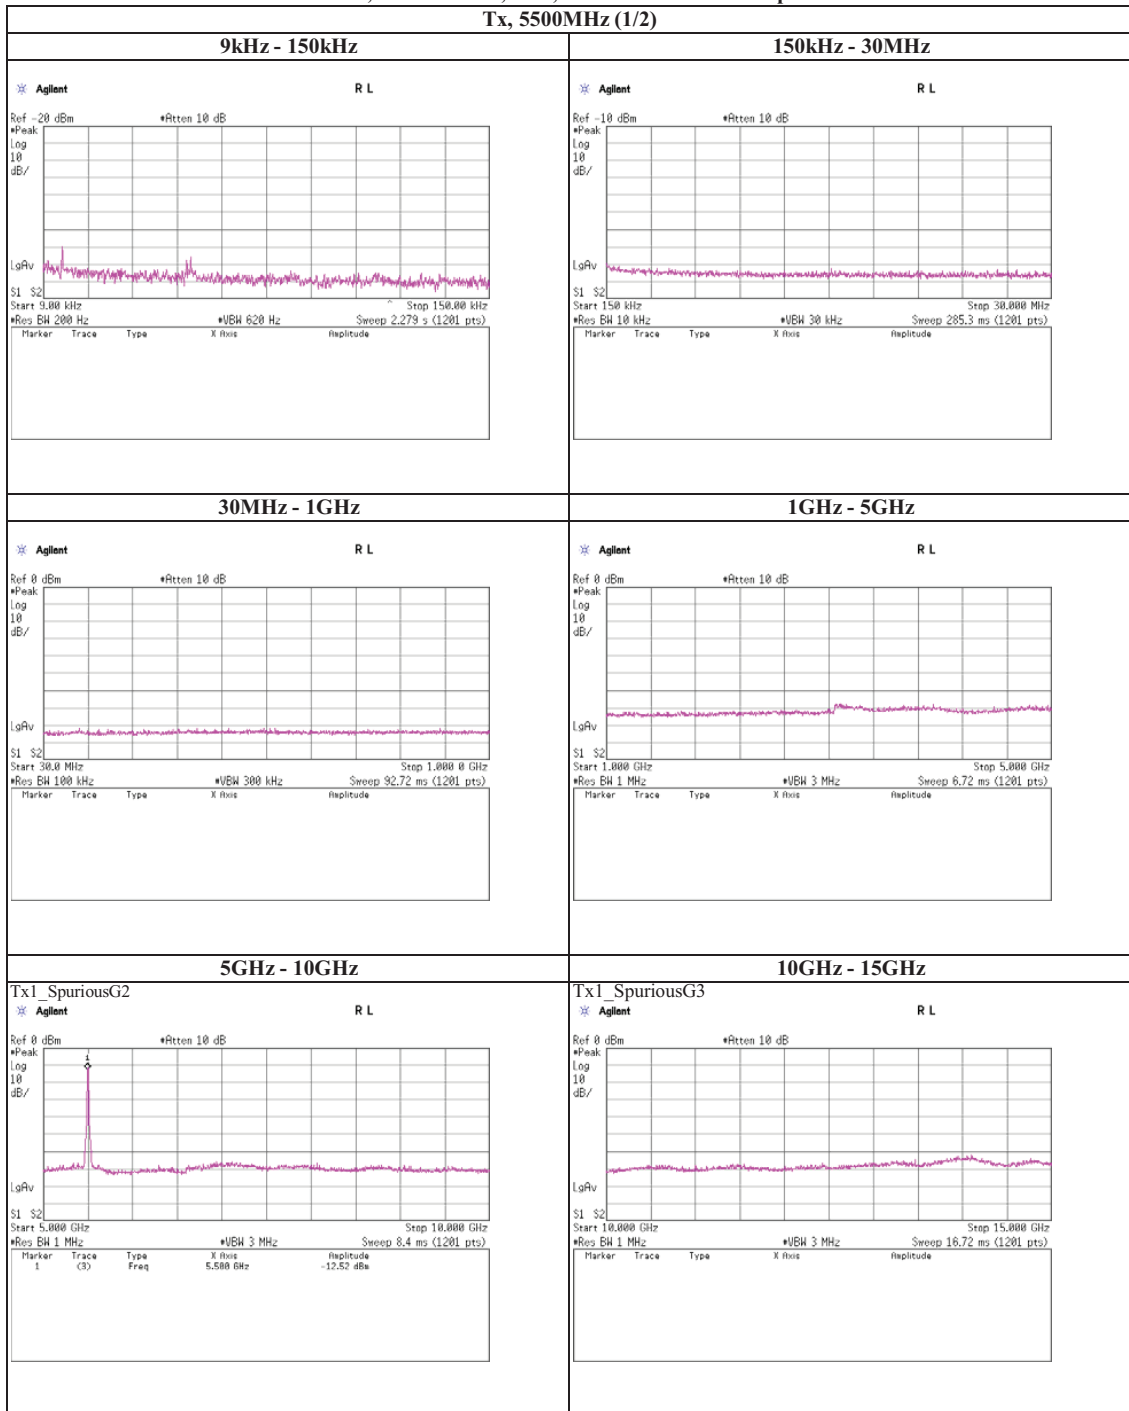 Tx, 5500MHz (1/2)
9kHz - 150kHz
150kHz - 30MHz
Agilent R L
Ref -20 dBm #Atten 10 dB
#Peak
Log
10
dB/
LgAv
S1 S2
Start 9.00 kHz ^ Stop 150.00 kHz
#Res BW 200 Hz #VBW 620 Hz Sweep 2.279 s (1201 pts)
Marker Trace Type X Axis Amplitude
Agilent R L
Ref -10 dBm #Atten 10 dB
#Peak
Log
10
dB/
LgAv
S1 S2
Start 150 kHz Stop 30.000 MHz
#Res BW 10 kHz #VBW 30 kHz Sweep 285.3 ms (1201 pts)
Marker Trace Type X Axis Amplitude
30MHz - 1GHz
1GHz - 5GHz
Agilent R L
Ref 0 dBm #Atten 10 dB
#Peak
Log
10
dB/
LgAv
S1 S2
Start 30.0 MHz Stop 1.000 0 GHz
#Res BW 100 kHz #VBW 300 kHz Sweep 92.72 ms (1201 pts)
Marker Trace Type X Axis Amplitude
Agilent R L
Ref 0 dBm #Atten 10 dB
#Peak
Log
10
dB/
LgAv
S1 S2
Start 1.000 GHz Stop 5.000 GHz
#Res BW 1 MHz #VBW 3 MHz Sweep 6.72 ms (1201 pts)
Marker Trace Type X Axis Amplitude
5GHz - 10GHz
10GHz - 15GHz
Tx1_SpuriousG2
Agilent R L
Ref 0 dBm #Atten 10 dB
#Peak
Log
10
dB/
1
LgAv
S1 S2
Start 5.000 GHz Stop 10.000 GHz
#Res BW 1 MHz #VBW 3 MHz Sweep 8.4 ms (1201 pts)
Marker Trace Type X Axis Amplitude
1 (3) Freq 5.500 GHz -12.52 dBm
Tx1_SpuriousG3
Agilent R L
Ref 0 dBm #Atten 10 dB
#Peak
Log
10
dB/
LgAv
S1 S2
Start 10.000 GHz Stop 15.000 GHz
#Res BW 1 MHz #VBW 3 MHz Sweep 16.72 ms (1201 pts)
Marker Trace Type X Axis Amplitude